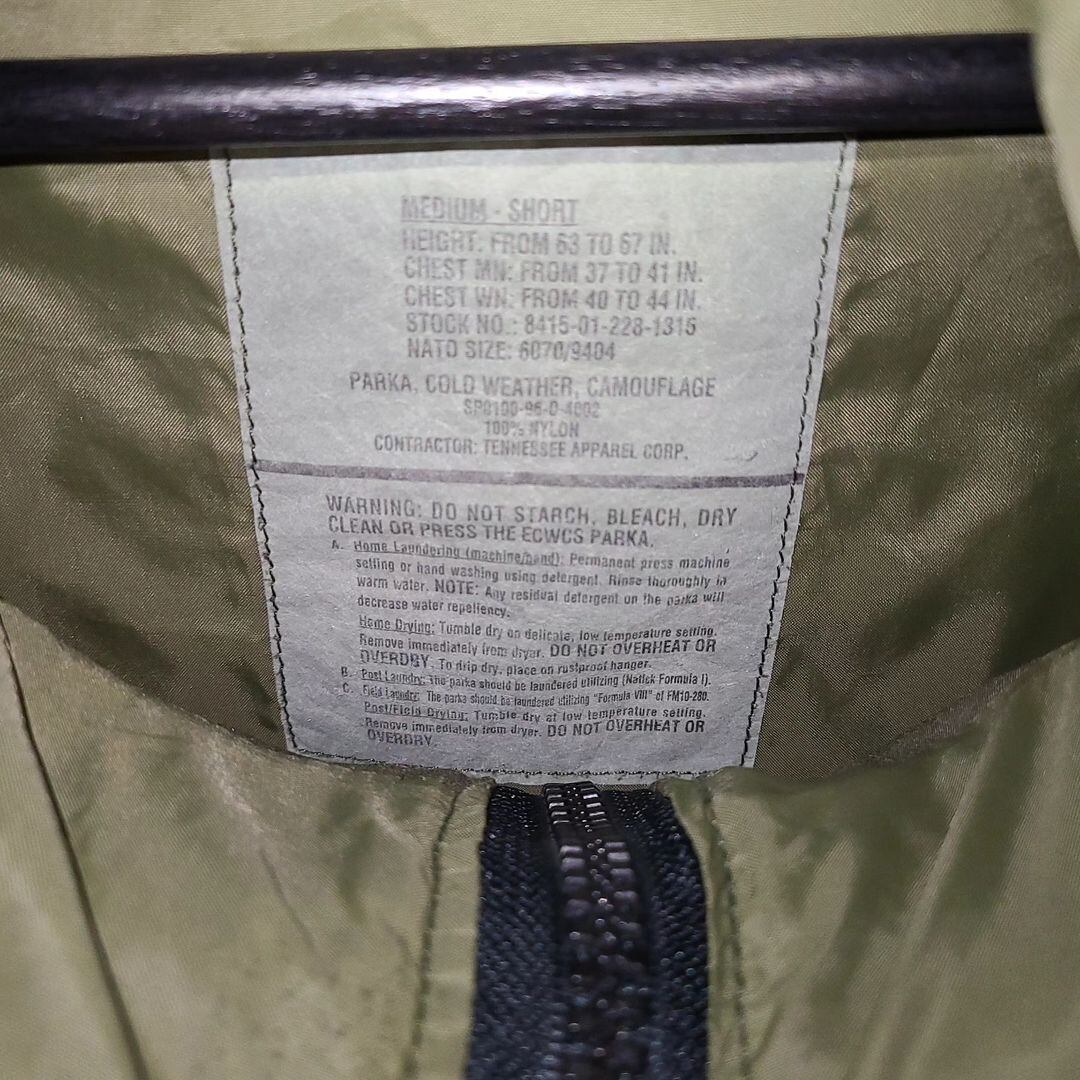 MEDIUM - SHORT
HEIGHT: FROM 63 TO 67 IN.
CHEST MN: FROM 37 TO 41 IN.
CHEST WN: FROM 40 TO 44 IN.
STOCK NO.: 8415-01-228-1315
NATO SIZE: 6070/9404
PARKA, COLD WEATHER, CAMOUFLAGE
SP0100-96-D-4002
100% NYLON
CONTRACTOR: TENNESSEE APPAREL CORP.
WARNING: DO NOT STARCH, BLEACH, DRY
CLEAN OR PRESS THE ECWCS PARKA.
A. Home Laundering (machine/hand): Permanent press machine
setting or hand washing using detergent. Rinse thoroughly in
warm water. NOTE: Any residual detergent on the parka will
decrease water repellency.
Home Drying: Tumble dry on delicate, low temperature setting.
Remove immediately from dryer. DO NOT OVERHEAT OR
OVERDRY. To drip dry, place on rustproof hanger.
B. Post Laundry: The parka should be laundered utilizing (Natick Formula I).
C. Field Laundry: The parka should be laundered utilizing "Formula VIII" of FM10-280.
Post/Field Drying: Tumble dry at low temperature setting.
Remove immediately from dryer. DO NOT OVERHEAT OR
OVERDRY.